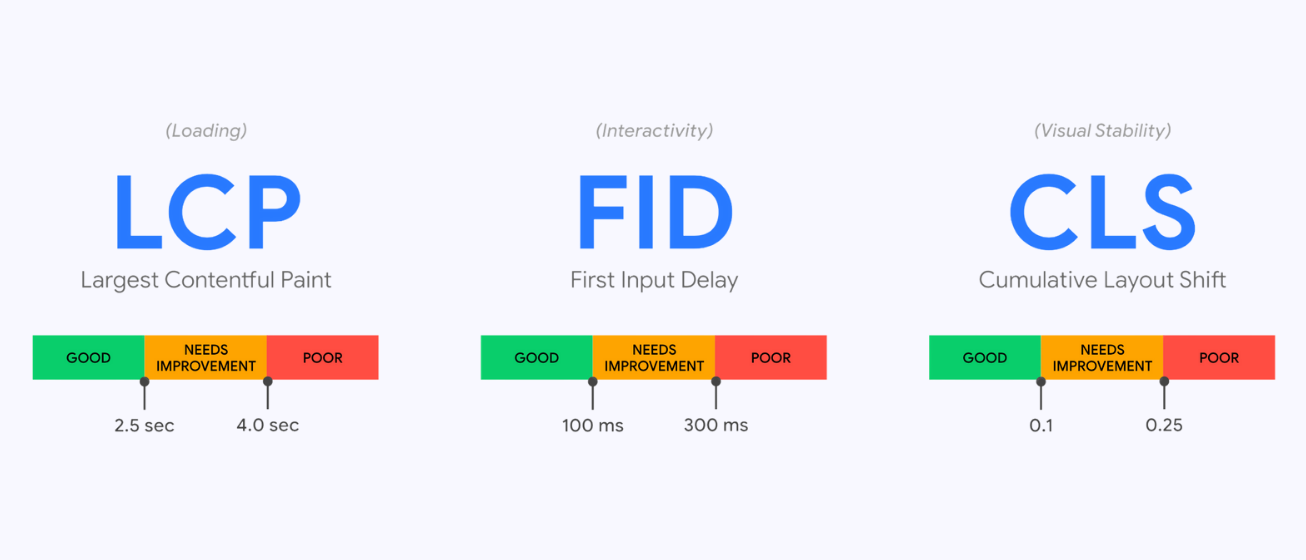 (Loading)
LCP
Largest Contentful Paint
GOOD
NEEDS
IMPROVEMENT
POOR
2.5 sec
4.0 sec
(Interactivity)
FID
First Input Delay
GOOD
NEEDS
IMPROVEMENT
POOR
100 ms
300 ms
(Visual Stability)
CLS
Cumulative Layout Shift
GOOD
NEEDS
IMPROVEMENT
POOR
0.1
0.25